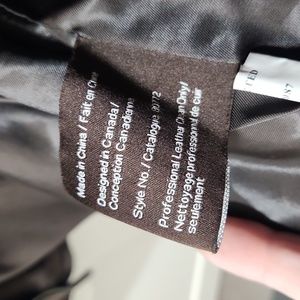 Made in China / Fait en Chine
Designed in Canada /
Conception Canadienne
Style No / Catalogue
Professional Leather Clean Only/
Nettoyage professionnel de cuir
seulement